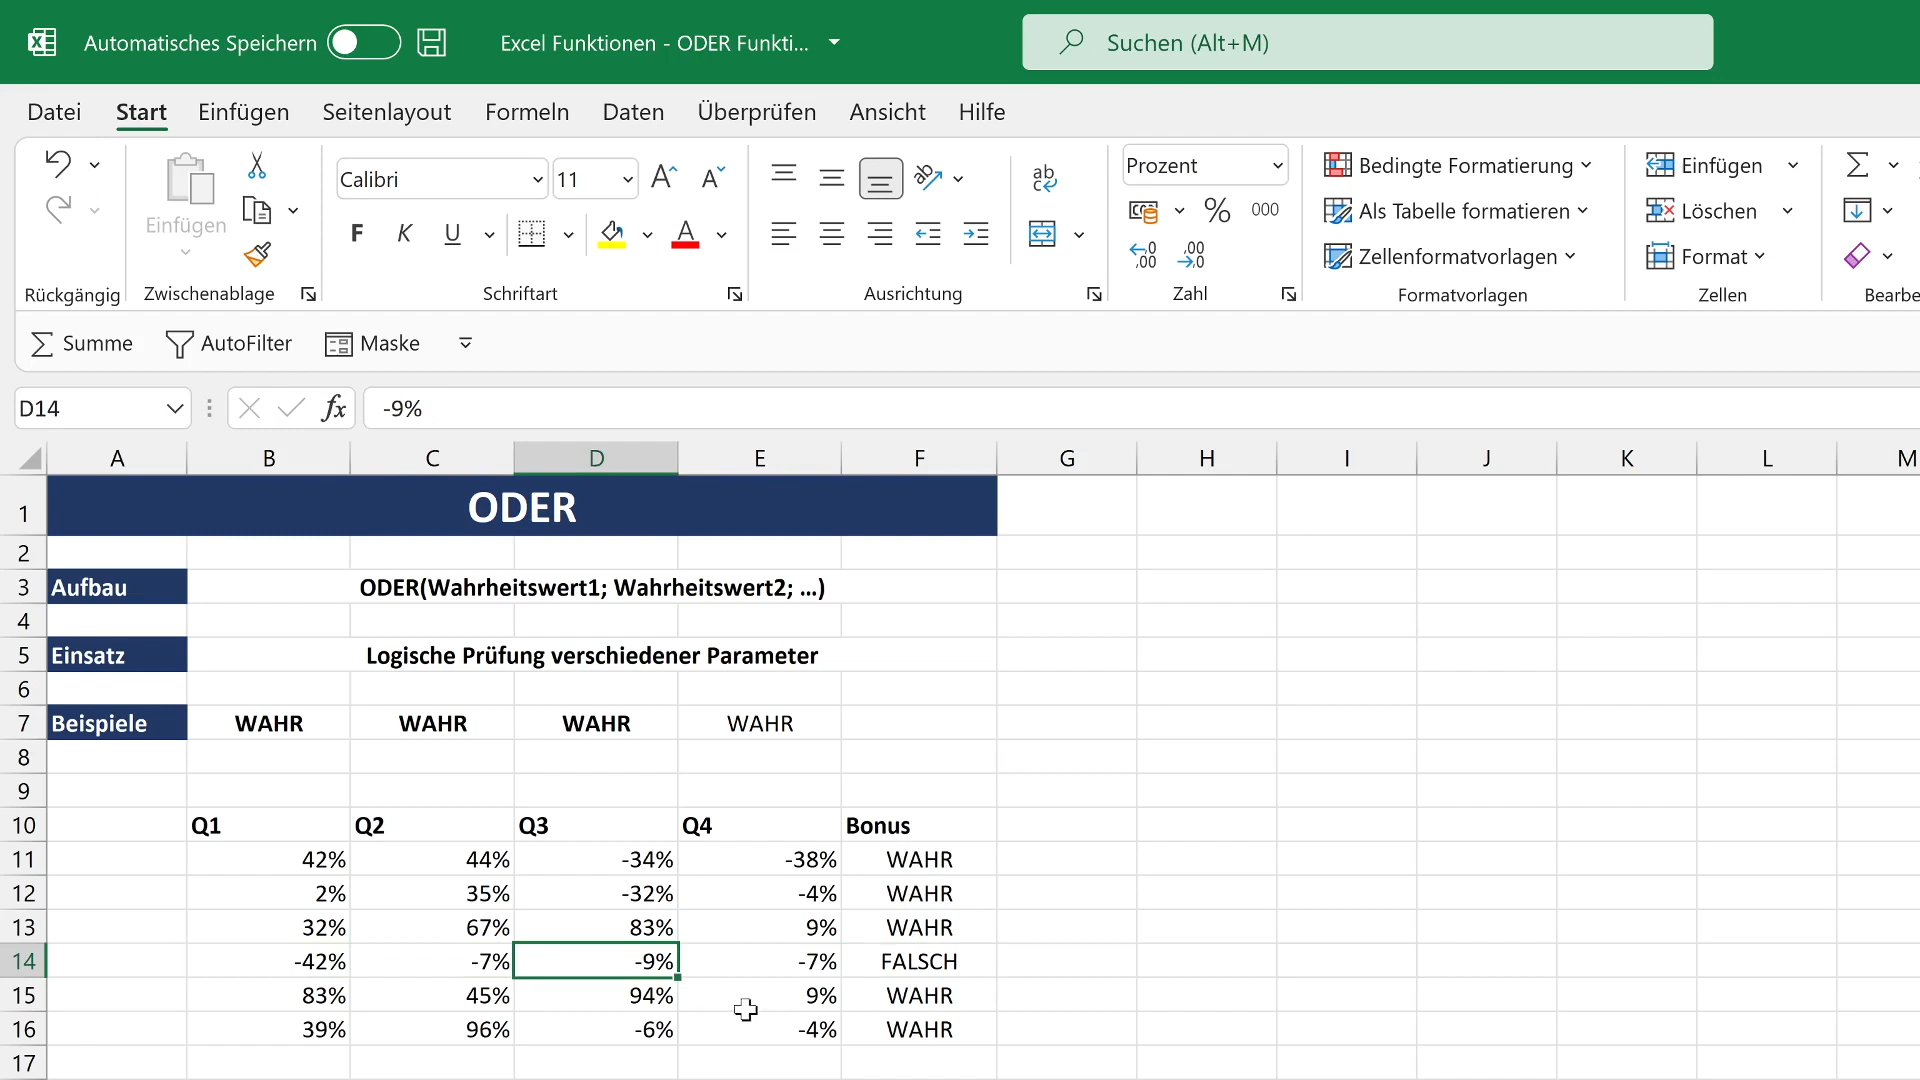 Automatisches Speichern
Excel Funktionen - ODER Funkti...
Suchen (Alt+M)
Datei Start Einfügen Seitenlayout Formeln Daten Überprüfen Ansicht Hilfe
Einfügen
Rückgängig
Zwischenablage
Calibri 11
F K U A
Schriftart
ab
Ausrichtung
Prozent
% 000
Zahl
Bedingte Formatierung
Als Tabelle formatieren
Zellenformatvorlagen
Formatvorlagen
Einfügen
Löschen
Format
Zellen
Bearbe
Summe AutoFilter Maske
D14 fx -9%
A B C D E F G H I J K L M
1 ODER
2
3 Aufbau ODER(Wahrheitswert1; Wahrheitswert2; ...)
4
5 Einsatz Logische Prüfung verschiedener Parameter
6
7 Beispiele WAHR WAHR WAHR WAHR
8
9
10 Q1 Q2 Q3 Q4 Bonus
11 42% 44% -34% -38% WAHR
12 2% 35% -32% -4% WAHR
13 32% 67% 83% 9% WAHR
14 -42% -7% -9% -7% FALSCH
15 83% 45% 94% 9% WAHR
16 39% 96% -6% -4% WAHR
17